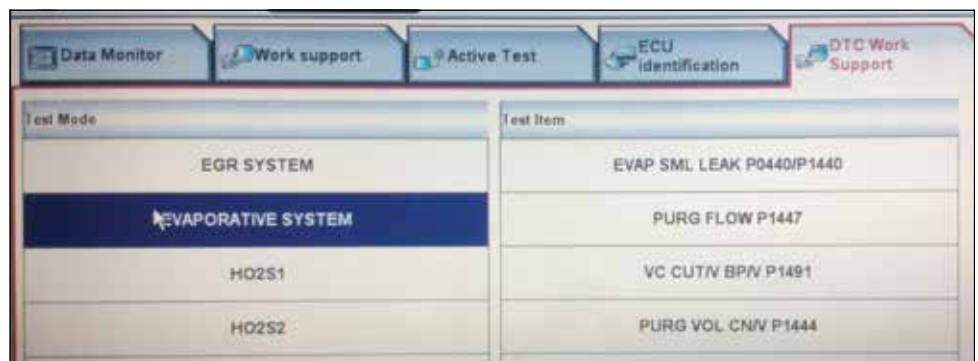 Data Monitor
Work support
Active Test
ECU
identification
DTC Work
Support
Test Mode
Test Item
EGR SYSTEM
EVAP SML LEAK P0440/P1440
EVAPORATIVE SYSTEM
PURG FLOW P1447
HO2S1
VC CUT/V BP/V P1491
HO2S2
PURG VOL CN/V P1444